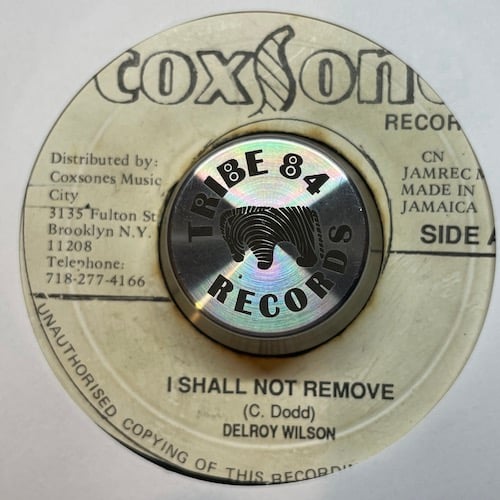 coxsone
RECOR
Distributed by:
Coxsones Music
City
3135 Fulton St
Brooklyn N.Y.
11208
Telephone:
718-277-4166
CN
JAMREC M
MADE IN
JAMAICA
SIDE A
TRIBE 84
RECORDS
I SHALL NOT REMOVE
(C. Dodd)
DELROY WILSON
UNAUTHORISED COPYING OF THIS RECORDI